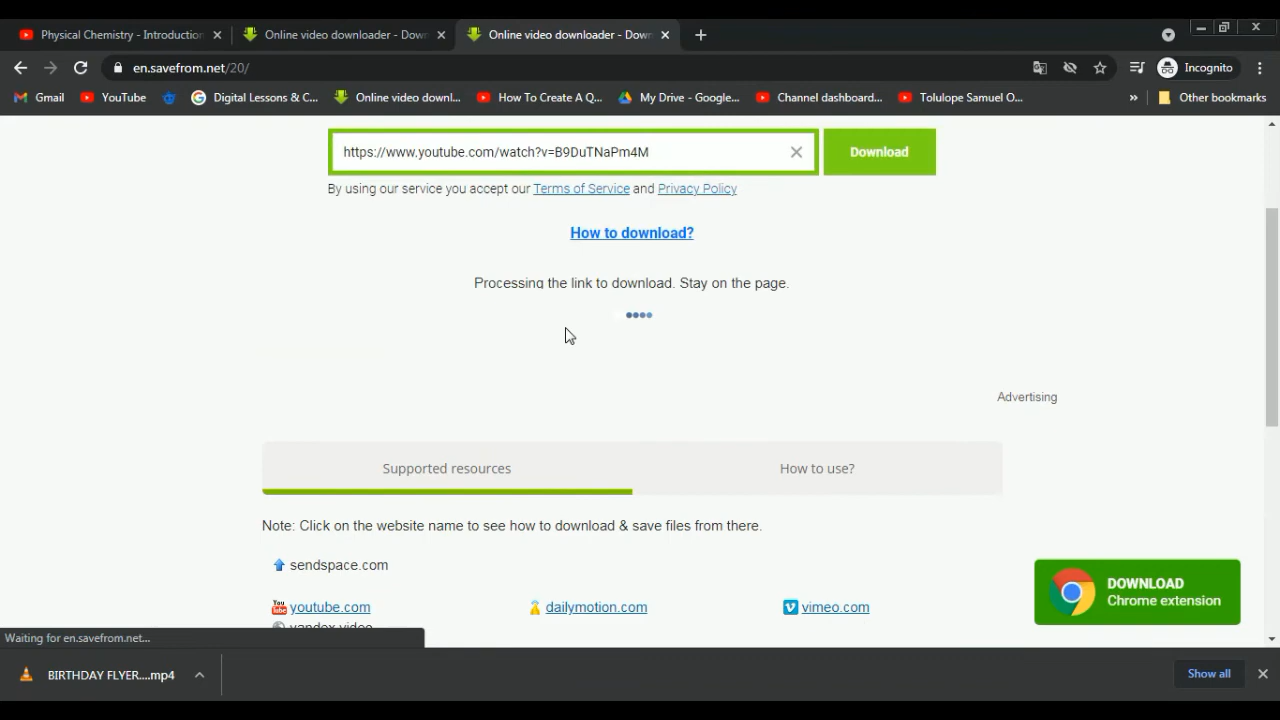 Physical Chemistry - Introduction
Online video downloader - Down
Online video downloader - Down
en.savefrom.net/20/
Incognito
Gmail
YouTube
Digital Lessons & C...
Online video downl...
How To Create A Q...
My Drive - Google...
Channel dashboard...
Tolulope Samuel O...
»
Other bookmarks
https://www.youtube.com/watch?v=B9DuTNaPm4M
Download
By using our service you accept our Terms of Service and Privacy Policy
How to download?
Processing the link to download. Stay on the page.
Advertising
Supported resources
How to use?
Note: Click on the website name to see how to download & save files from there.
sendspace.com
DOWNLOAD
Chrome extension
You
Tube
youtube.com
dailymotion.com
vimeo.com
yandex.video
Waiting for en.savefrom.net...
BIRTHDAY FLYER....mp4
Show all